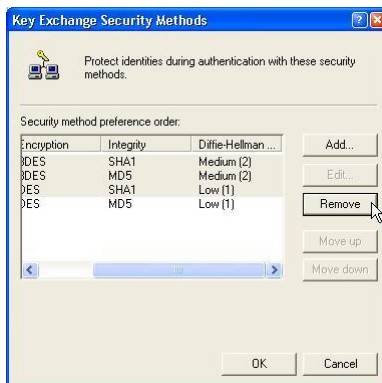 Key Exchange Security Methods
Protect identities during authentication with these security
methods.
Security method preference order:
Encryption Integrity Diffie-Hellman ... Add...
3DES SHA1 Medium (2)
3DES MD5 Medium (2) Edit...
DES SHA1 Low (1)
DES MD5 Low (1) Remove
Move up
Move down
OK Cancel